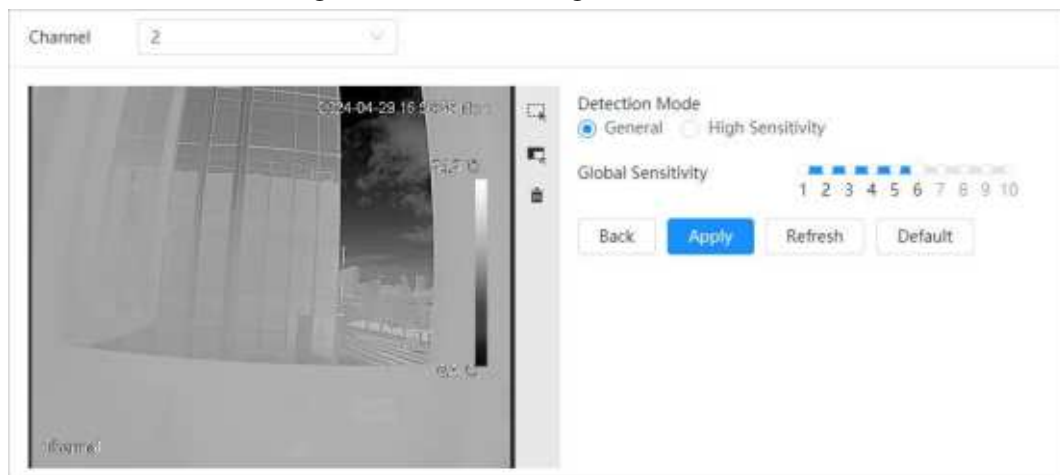 Channel 2
Detection Mode
General High Sensitivity
Global Sensitivity
1 2 3 4 5 6 7 8 9 10
Back Apply Refresh Default